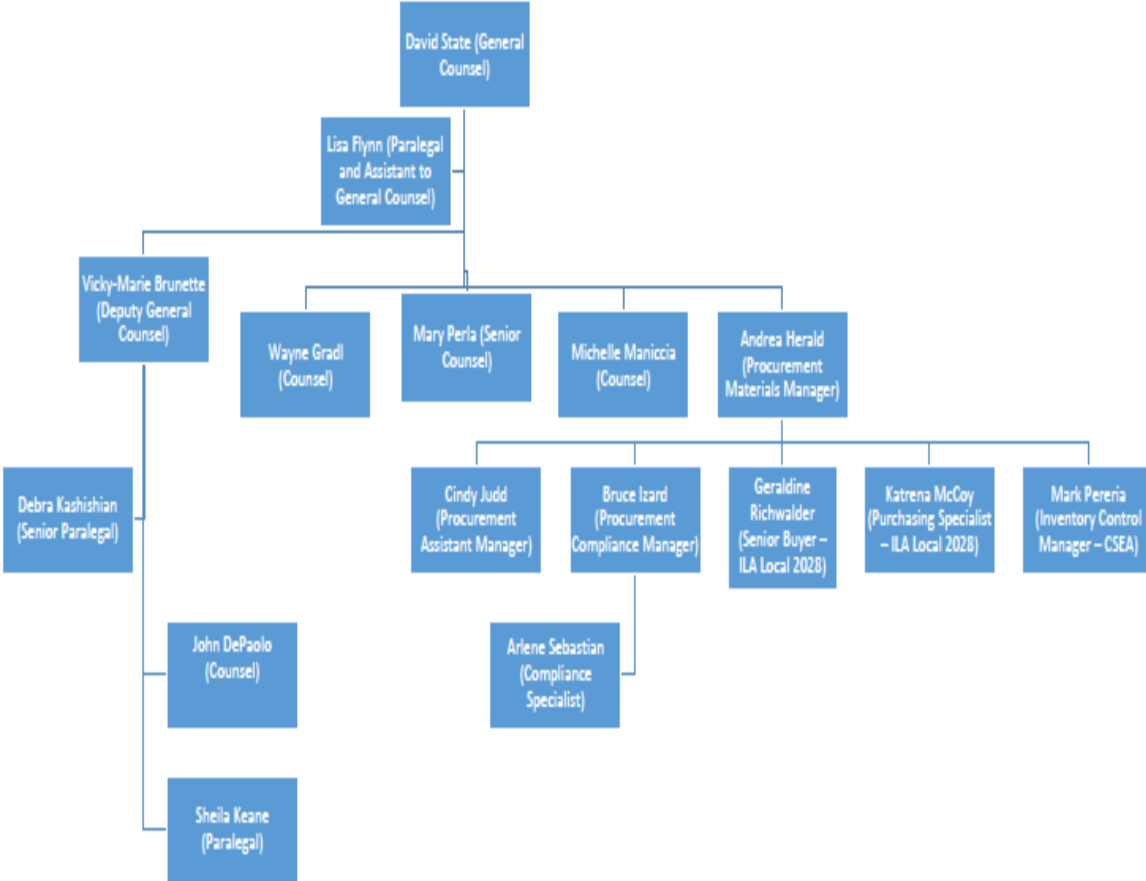 David State (General
Counsel)
Lisa Flynn (Paralegal
and Assistant to
General Counsel)
Vicky-Marie Brunette
(Deputy General
Counsel)
Wayne Gradl
(Counsel)
Mary Perla (Senior
Counsel)
Michelle Maniccia
(Counsel)
Andrea Herald
(Procurement
Materials Manager)
Debra Kashishian
(Senior Paralegal)
Cindy Judd
(Procurement
Assistant Manager)
Bruce Izard
(Procurement
Compliance Manager)
Geraldine
Richwalder
(Senior Buyer –
ILA Local 2028)
Katrena McCoy
(Purchasing Specialist
– ILA Local 2028)
Mark Pereria
(Inventory Control
Manager – CSEA)
John DePaolo
(Counsel)
Arlene Sebastian
(Compliance
Specialist)
Sheila Keane
(Paralegal)